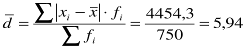 d̅ = ∑|xᵢ − x̅| · fᵢ / ∑ fᵢ = 4454,3 / 750 = 5,94